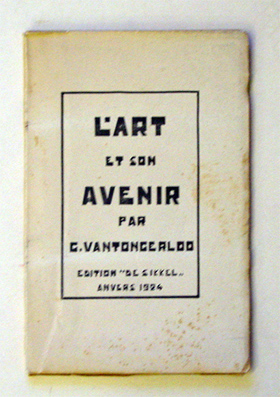 L'ART
ET SON
AVENIR
PAR
G. VANTONGERLOO
EDITION "DE SIKKEL"
ANVERS 1924